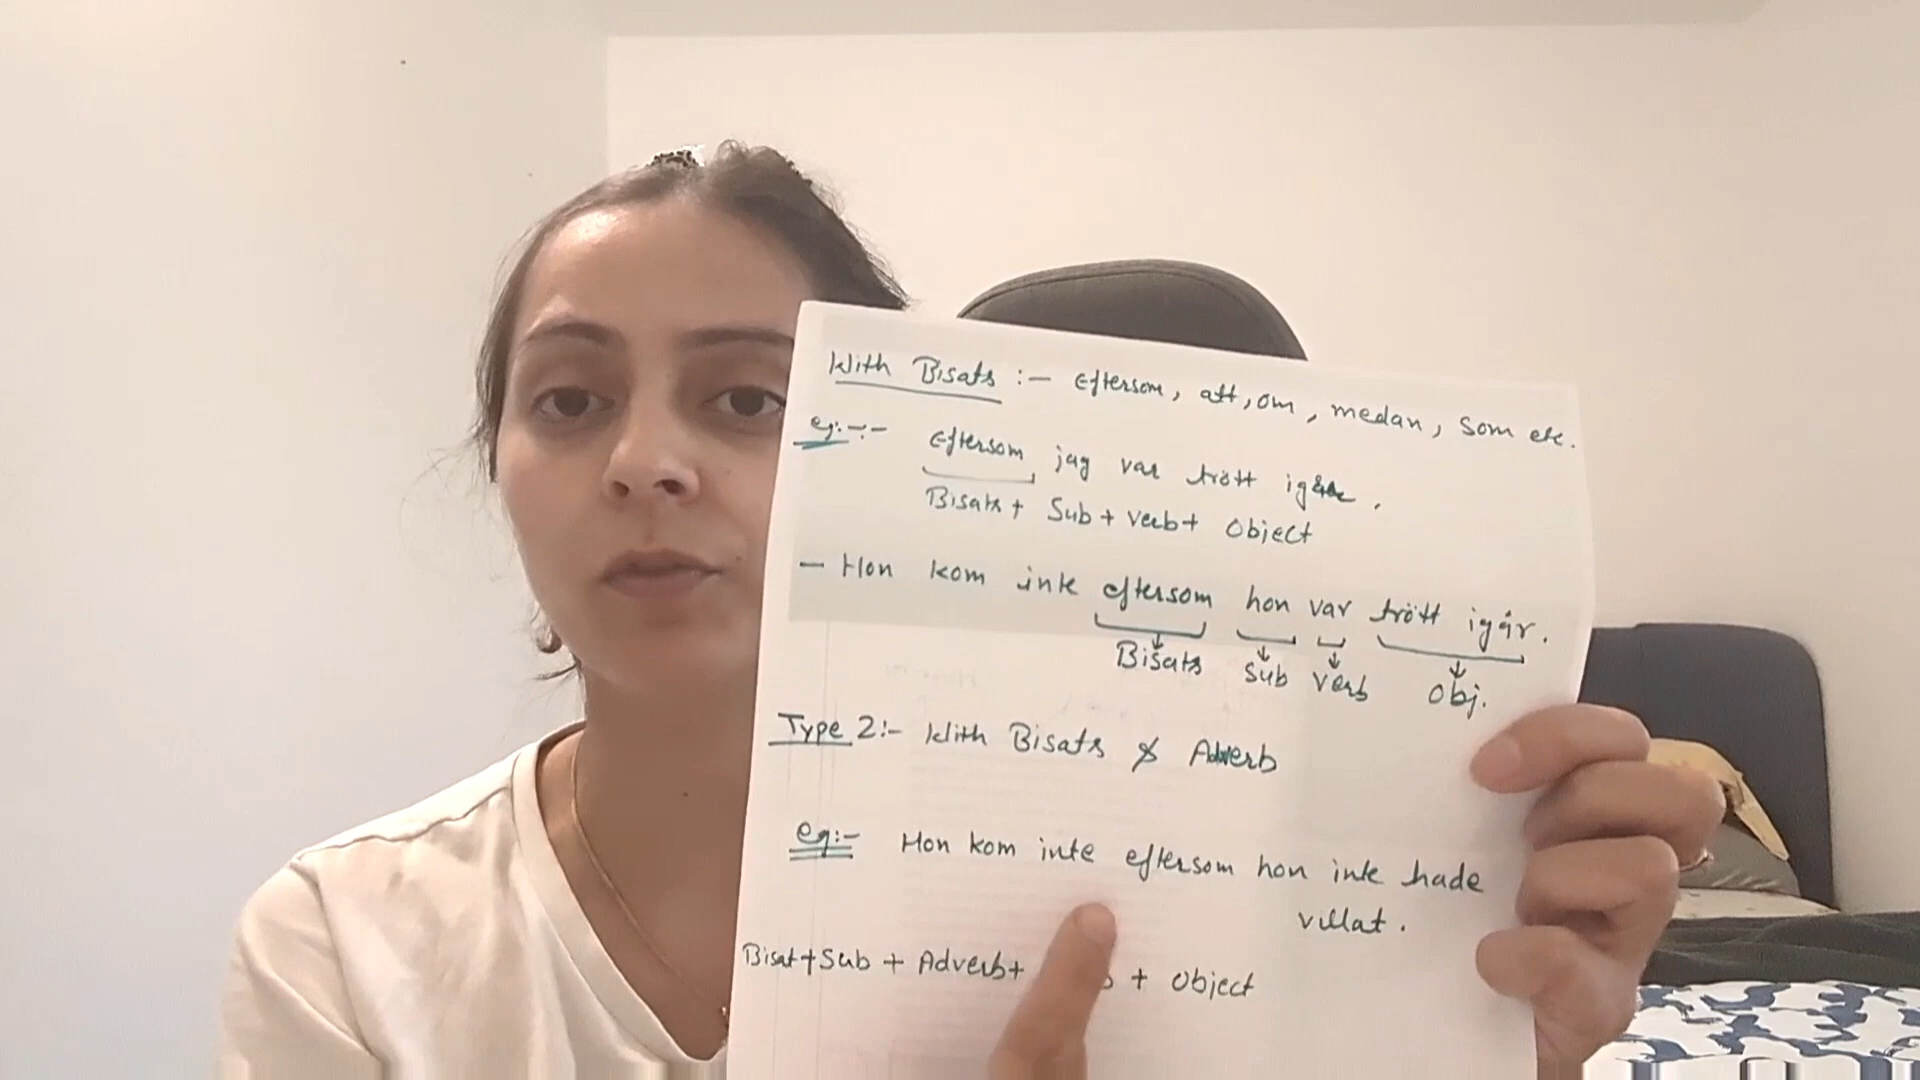 With Bisats :- Eftersom, att, om, medan, som etc.
eg:-- Eftersom jag var trött igår.
Bisats + Sub + verb + Object
- Hon kom inte eftersom hon var trött igår.
Bisats Sub verb Obj.
Type 2:- With Bisats & Adverb
eg:- Hon kom inte eftersom hon inte hade
villat.
Bisat+Sub + Adverb+ + Object